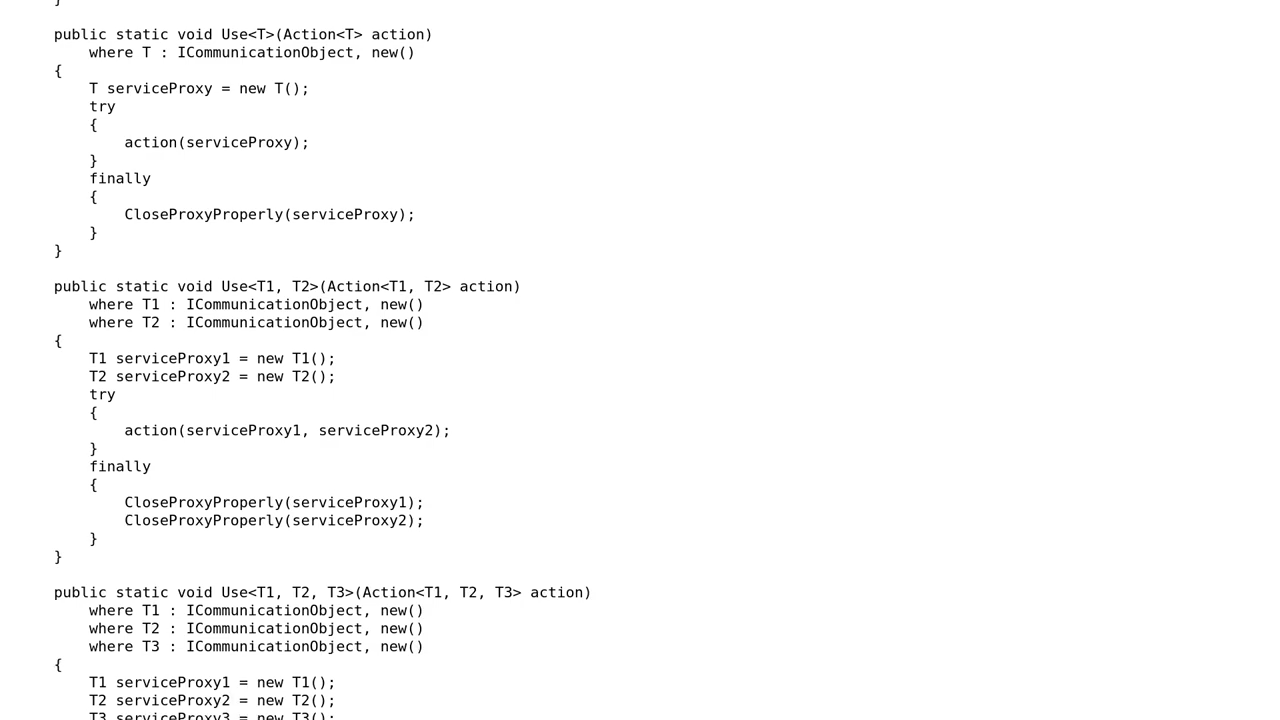 }
public static void Use<T>(Action<T> action)
where T : ICommunicationObject, new()
{
T serviceProxy = new T();
try
{
action(serviceProxy);
}
finally
{
CloseProxyProperly(serviceProxy);
}
}
public static void Use<T1, T2>(Action<T1, T2> action)
where T1 : ICommunicationObject, new()
where T2 : ICommunicationObject, new()
{
T1 serviceProxy1 = new T1();
T2 serviceProxy2 = new T2();
try
{
action(serviceProxy1, serviceProxy2);
}
finally
{
CloseProxyProperly(serviceProxy1);
CloseProxyProperly(serviceProxy2);
}
}
public static void Use<T1, T2, T3>(Action<T1, T2, T3> action)
where T1 : ICommunicationObject, new()
where T2 : ICommunicationObject, new()
where T3 : ICommunicationObject, new()
{
T1 serviceProxy1 = new T1();
T2 serviceProxy2 = new T2();
T3 serviceProxy3 = new T3();